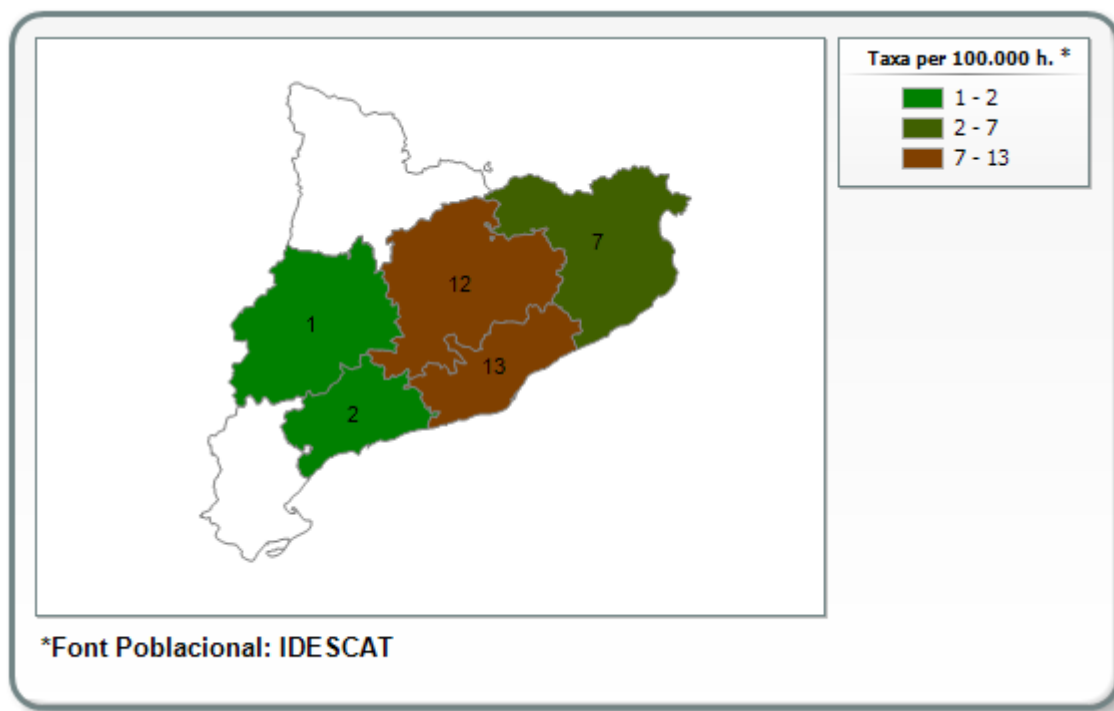 Taxa per 100.000 h. *
1 - 2
2 - 7
7 - 13
7
12
1
13
2
*Font Poblacional: IDESCAT